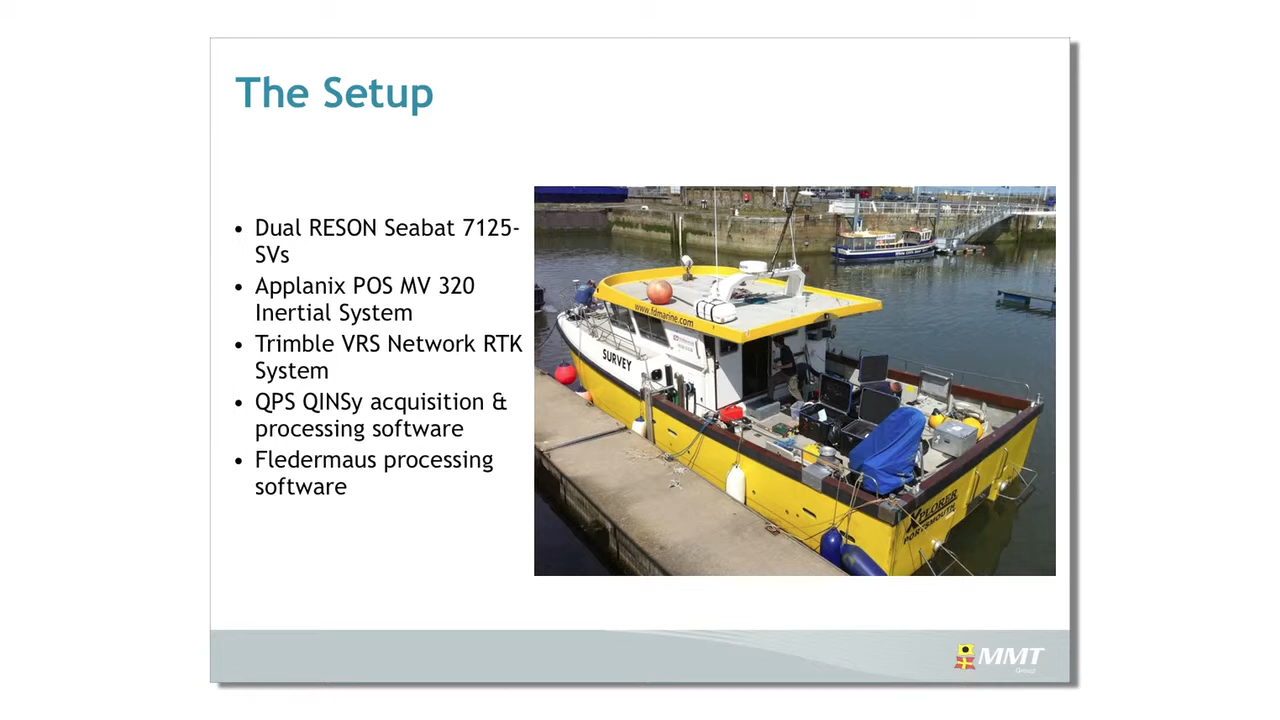 The Setup
• Dual RESON Seabat 7125-
SVs
• Applanix POS MV 320
Inertial System
• Trimble VRS Network RTK
System
• QPS QINSy acquisition &
processing software
• Fledermaus processing
software
www.fdmarine.com
SURVEY
XPLORER
PORTSMOUTH
MMT
Group